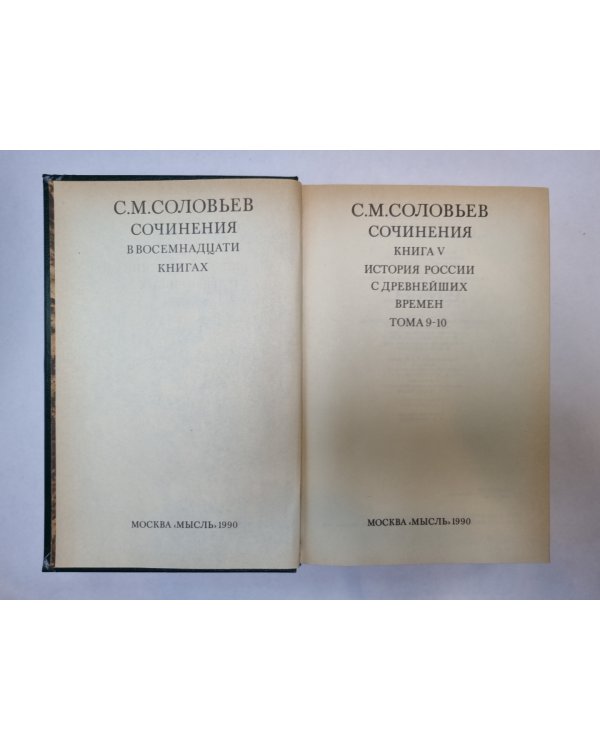 С.М.СОЛОВЬЕВ
СОЧИНЕНИЯ
В ВОСЕМНАДЦАТИ
КНИГАХ
МОСКВА «МЫСЛЬ» 1990
С.М.СОЛОВЬЕВ
СОЧИНЕНИЯ
КНИГА V
ИСТОРИЯ РОССИИ
С ДРЕВНЕЙШИХ
ВРЕМЕН
ТОМА 9-10
МОСКВА «МЫСЛЬ» 1990